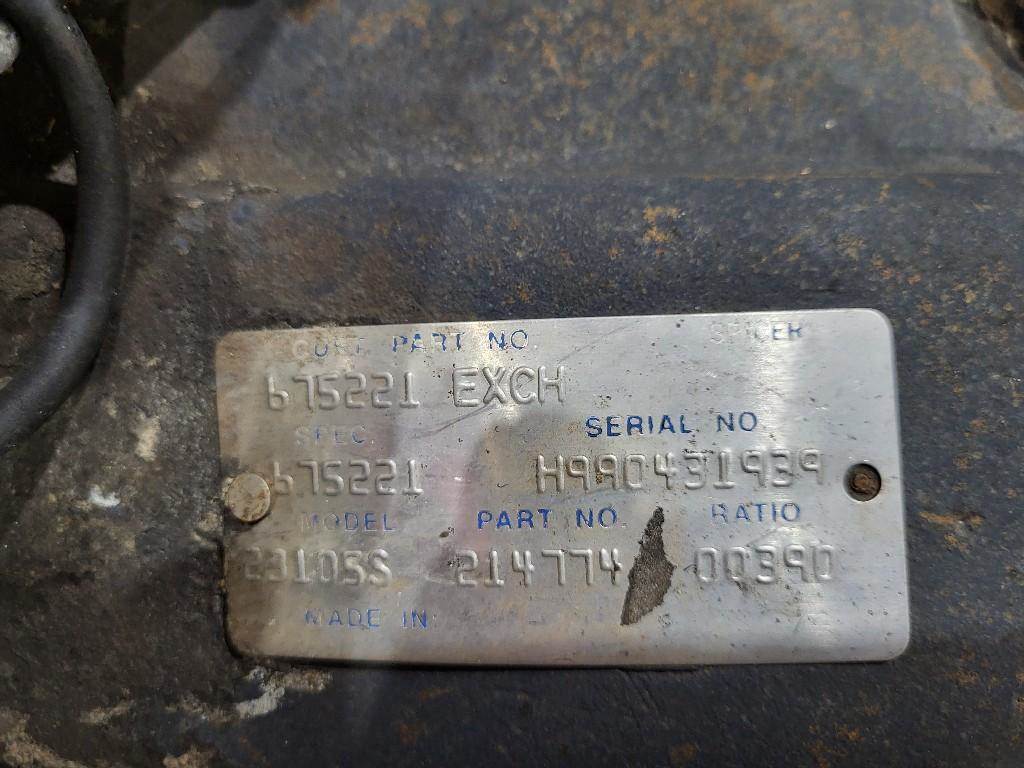 CUST. PART NO. SPICER
675221 EXCH
SPEC. SERIAL NO
675221 H990431939
MODEL PART NO. RATIO
23105S 214774 00390
MADE IN